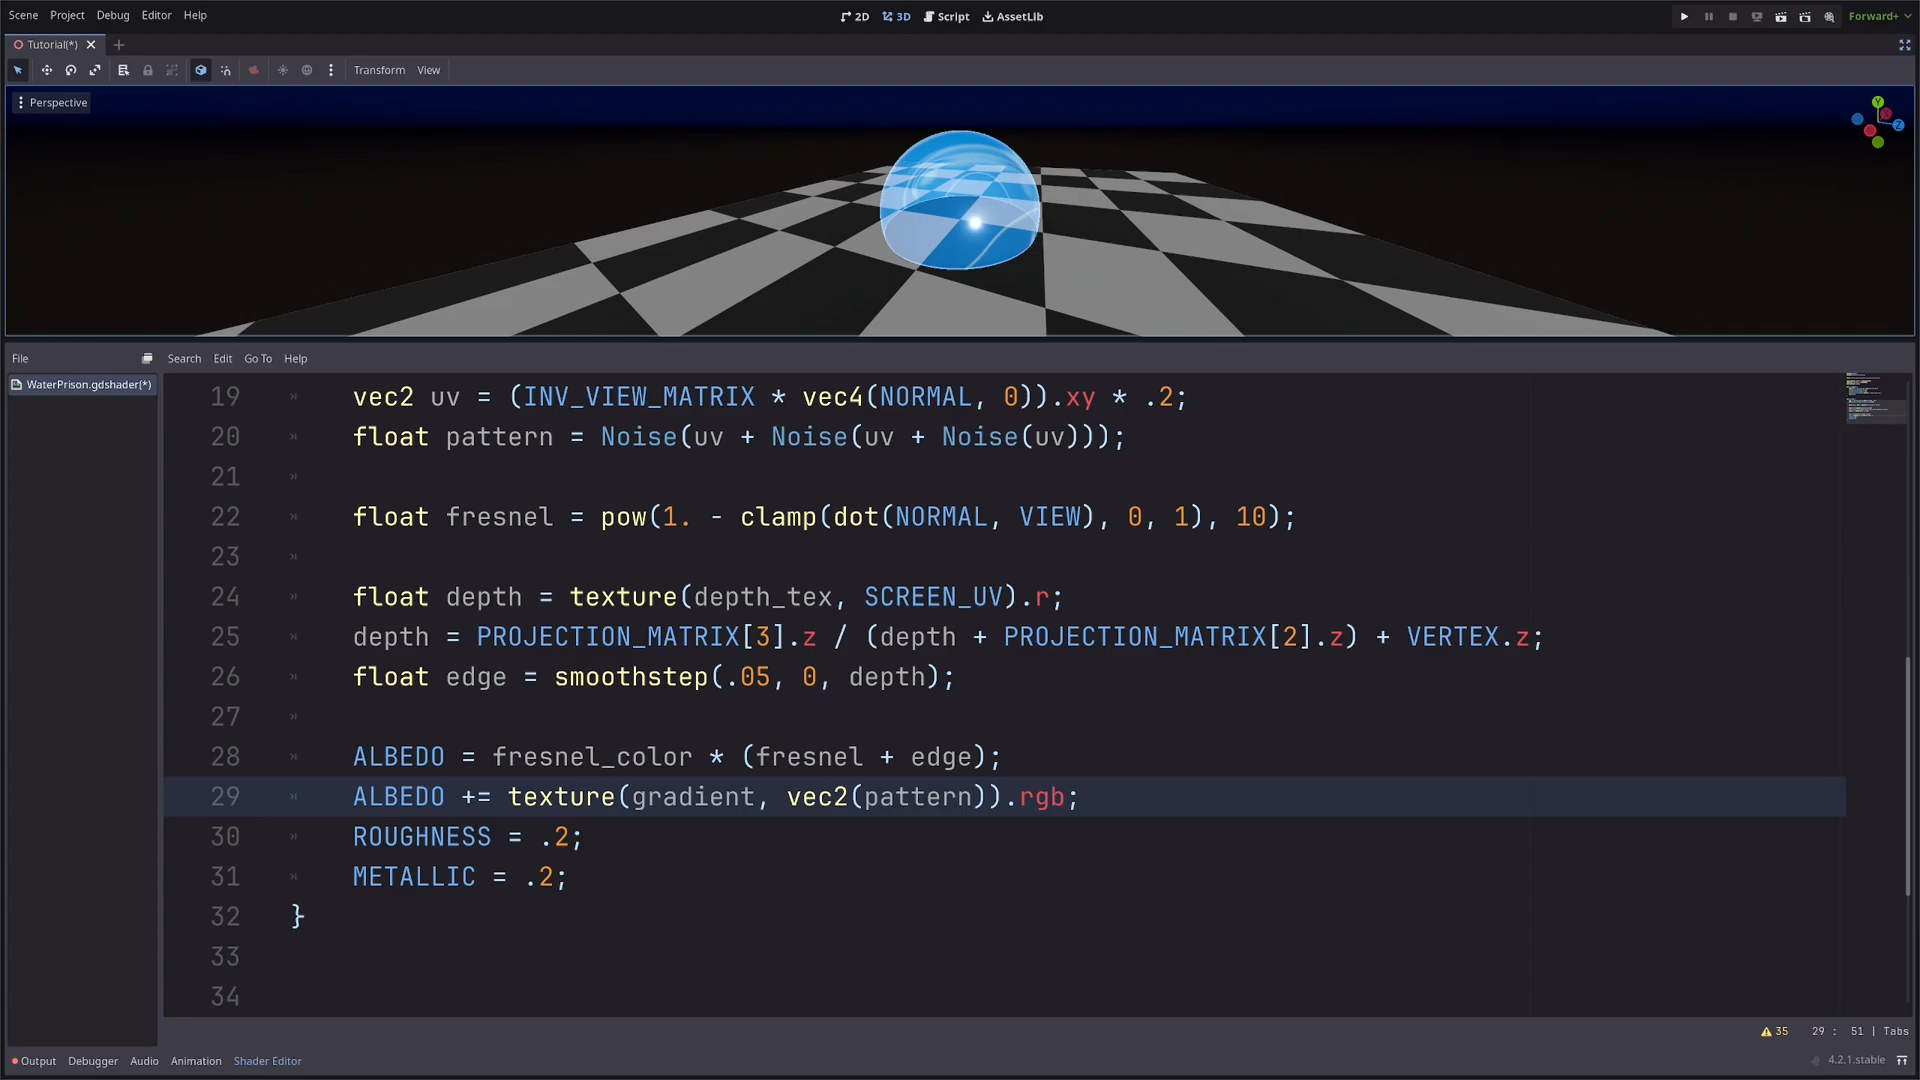 Scene Project Debug Editor Help
2D 3D Script AssetLib
Forward+
Tutorial(*)
Transform View
Perspective
Y
Z
File
Search Edit Go To Help
WaterPrison.gdshader(*)
19 vec2 uv = (INV_VIEW_MATRIX * vec4(NORMAL, 0)).xy * .2;
20 float pattern = Noise(uv + Noise(uv + Noise(uv)));
21
22 float fresnel = pow(1. - clamp(dot(NORMAL, VIEW), 0, 1), 10);
23
24 float depth = texture(depth_tex, SCREEN_UV).r;
25 depth = PROJECTION_MATRIX[3].z / (depth + PROJECTION_MATRIX[2].z) + VERTEX.z;
26 float edge = smoothstep(.05, 0, depth);
27
28 ALBEDO = fresnel_color * (fresnel + edge);
29 ALBEDO += texture(gradient, vec2(pattern)).rgb;
30 ROUGHNESS = .2;
31 METALLIC = .2;
32 }
33
34
35 29 : 51 | Tabs
Output Debugger Audio Animation Shader Editor
4.2.1.stable